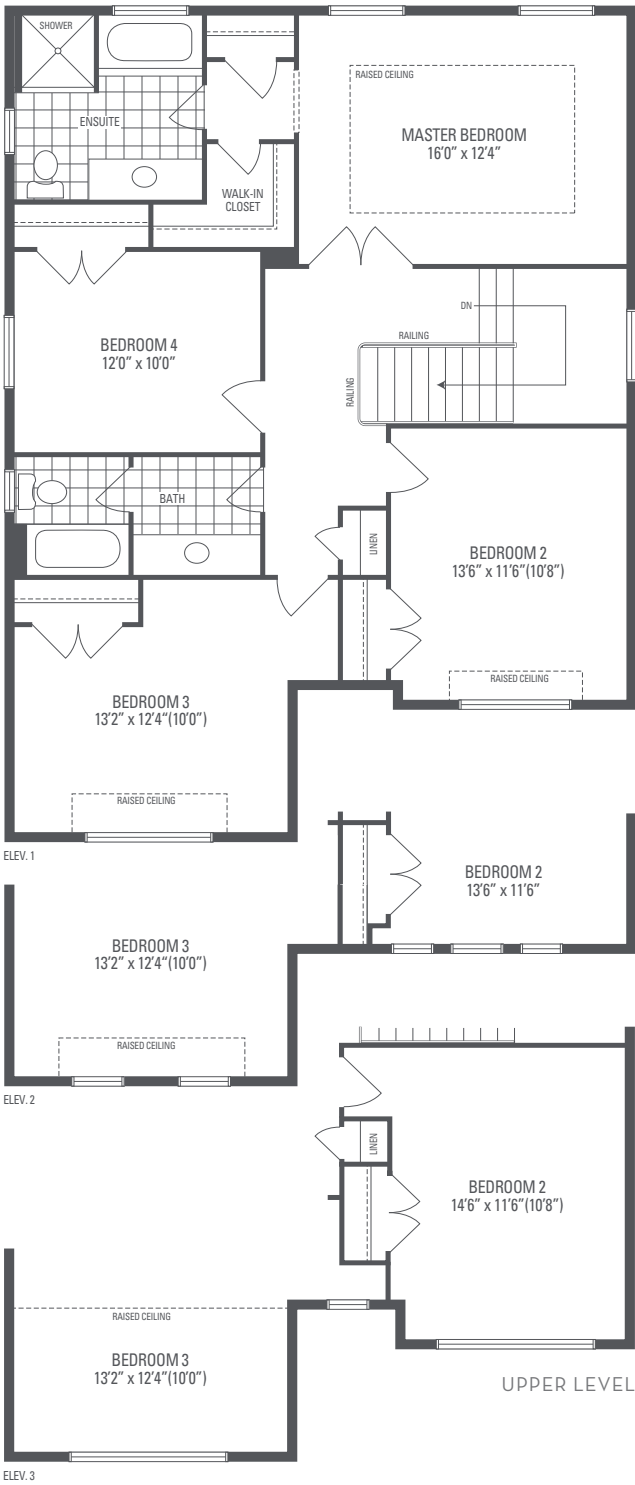 SHOWER
RAISED CEILING
ENSUITE
MASTER BEDROOM
16'0" x 12'4"
WALK-IN
CLOSET
DN
RAILING
BEDROOM 4
12'0" x 10'0"
RAILING
BATH
LINEN
BEDROOM 2
13'6" x 11'6"(10'8")
RAISED CEILING
BEDROOM 3
13'2" x 12'4"(10'0")
RAISED CEILING
ELEV. 1
BEDROOM 2
13'6" x 11'6"
BEDROOM 3
13'2" x 12'4"(10'0")
RAISED CEILING
ELEV. 2
LINEN
BEDROOM 2
14'6" x 11'6"(10'8")
RAISED CEILING
BEDROOM 3
13'2" x 12'4"(10'0")
UPPER LEVEL
ELEV. 3